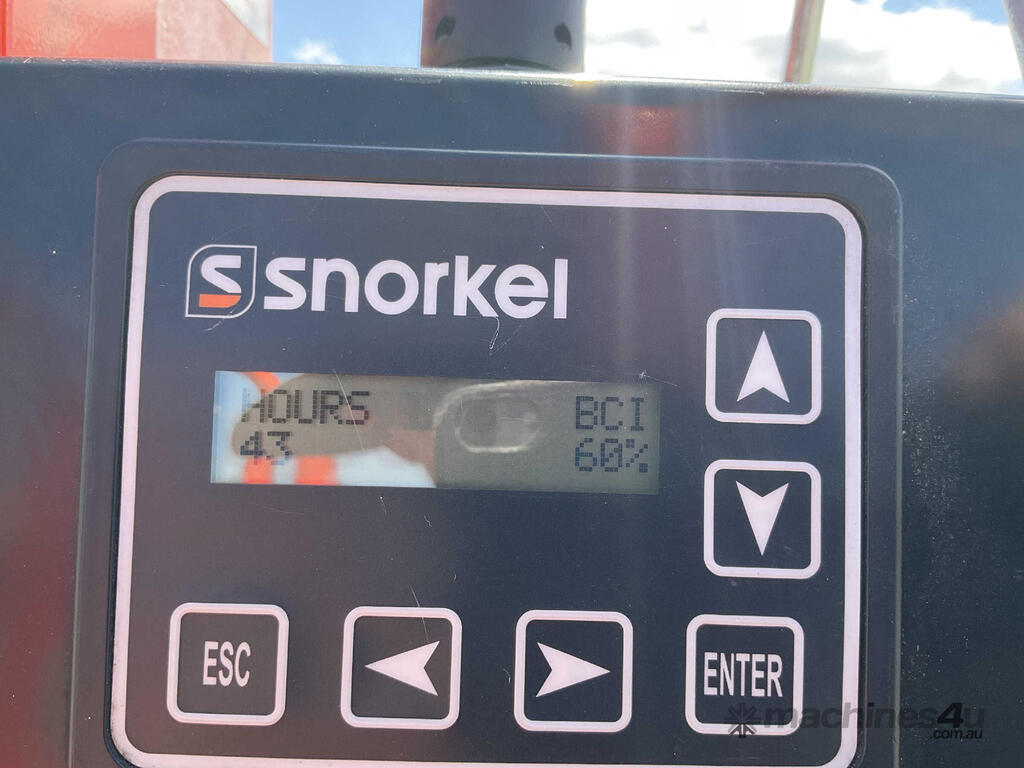 snorkel
HOURS BCI
43 60%
ESC
ENTER
machines4u
.com.au